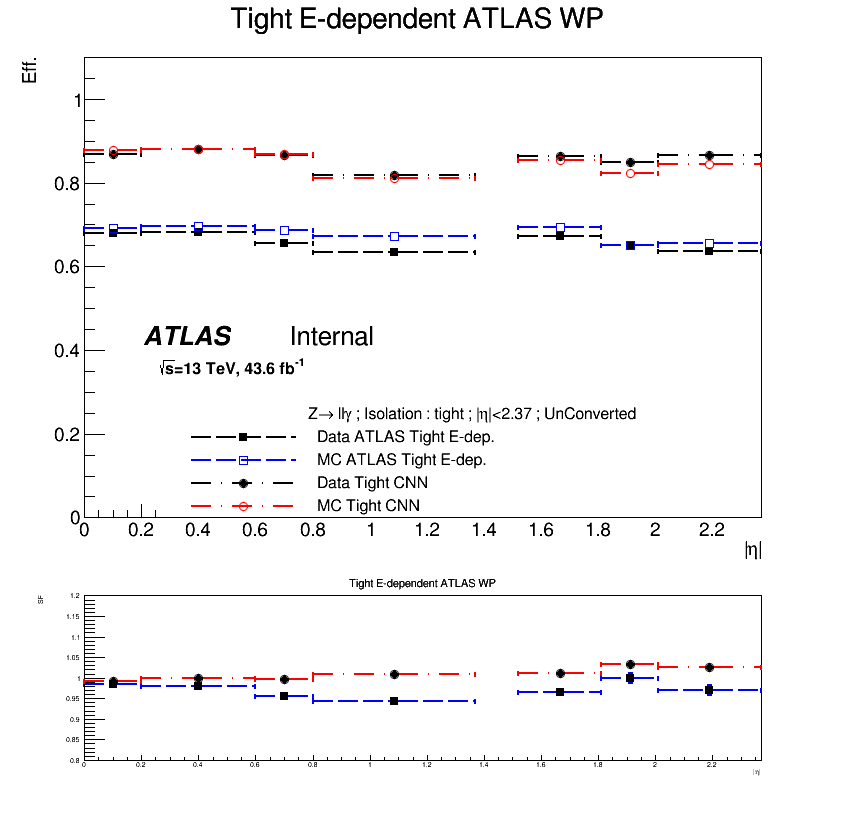 Tight E-dependent ATLAS WP
Eff.
1
0.8
0.6
0.4
0.2
0
ATLAS Internal
√s=13 TeV, 43.6 fb⁻¹
Z→ llγ ; Isolation : tight ; |η|<2.37 ; UnConverted
Data ATLAS Tight E-dep.
MC ATLAS Tight E-dep.
Data Tight CNN
MC Tight CNN
0 0.2 0.4 0.6 0.8 1 1.2 1.4 1.6 1.8 2 2.2
|η|
Tight E-dependent ATLAS WP
SF
1.2
1.15
1.1
1.05
1
0.95
0.9
0.85
0.8
0 0.2 0.4 0.6 0.8 1 1.2 1.4 1.6 1.8 2 2.2
|η|